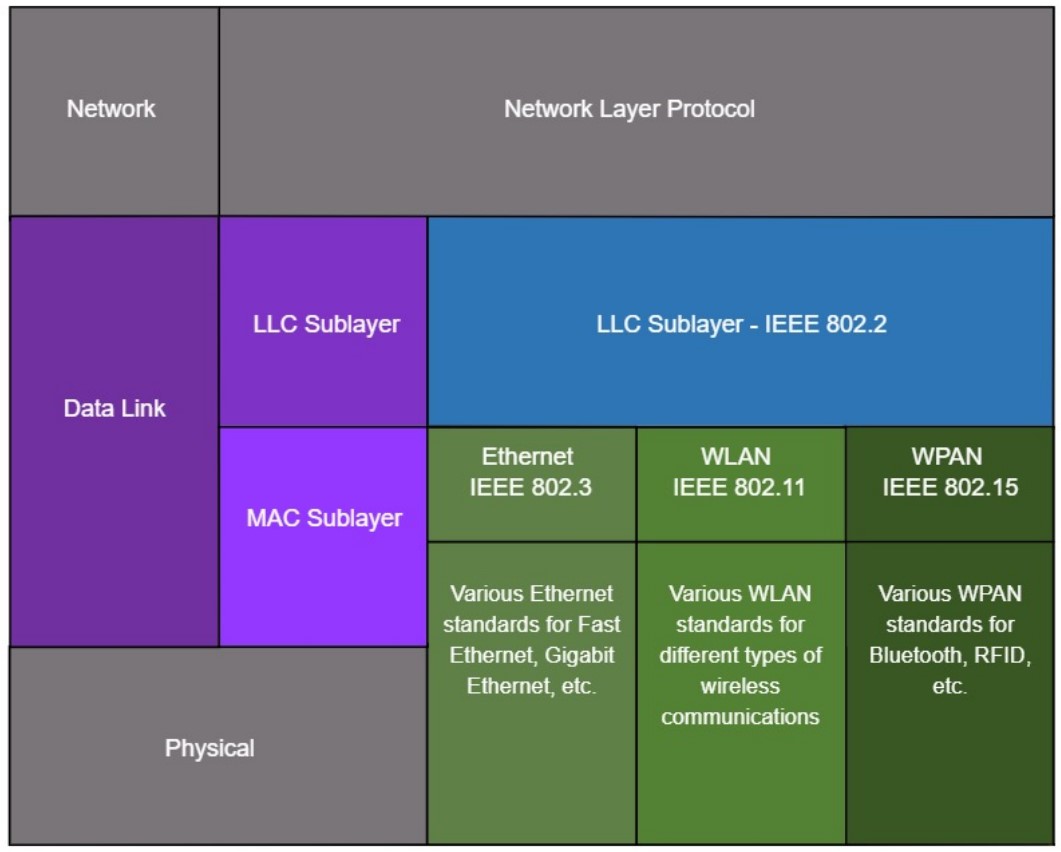 Network
Network Layer Protocol
Data Link
LLC Sublayer
LLC Sublayer - IEEE 802.2
MAC Sublayer
Ethernet
IEEE 802.3
WLAN
IEEE 802.11
WPAN
IEEE 802.15
Various Ethernet
standards for Fast
Ethernet, Gigabit
Ethernet, etc.
Various WLAN
standards for
different types of
wireless
communications
Various WPAN
standards for
Bluetooth, RFID,
etc.
Physical